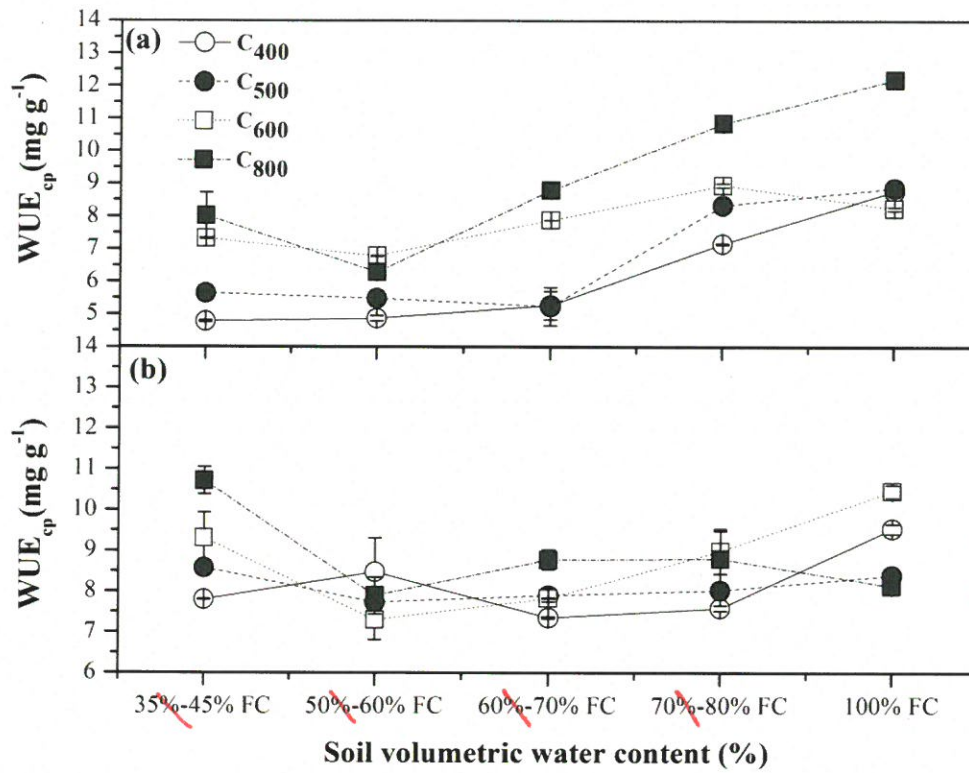 (a)
C400
C500
C600
C800
WUEcp(mg g-1)
14
13
12
11
10
9
8
7
6
5
14
(b)
WUEcp(mg g-1)
13
12
11
10
9
8
7
6
35%-45% FC 50%-60% FC 60%-70% FC 70%-80% FC 100% FC
Soil volumetric water content (%)